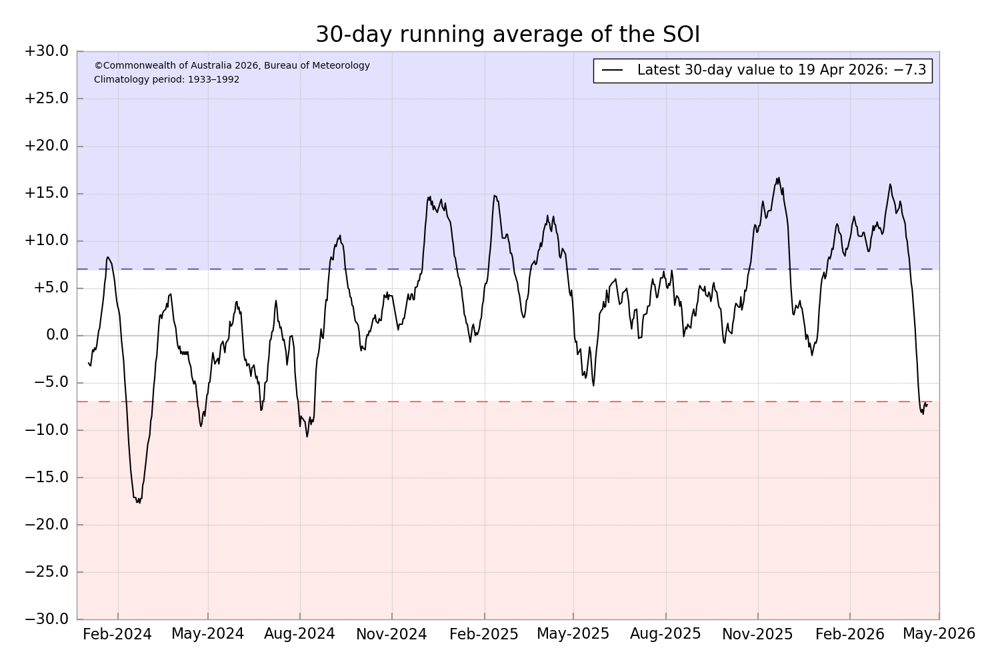 30-day running average of the SOI
+30.0
©Commonwealth of Australia 2026, Bureau of Meteorology
Climatology period: 1933–1992
Latest 30-day value to 19 Apr 2026: −7.3
+25.0
+20.0
+15.0
+10.0
+5.0
0.0
−5.0
−10.0
−15.0
−20.0
−25.0
−30.0
Feb-2024 May-2024 Aug-2024 Nov-2024 Feb-2025 May-2025 Aug-2025 Nov-2025 Feb-2026 May-2026